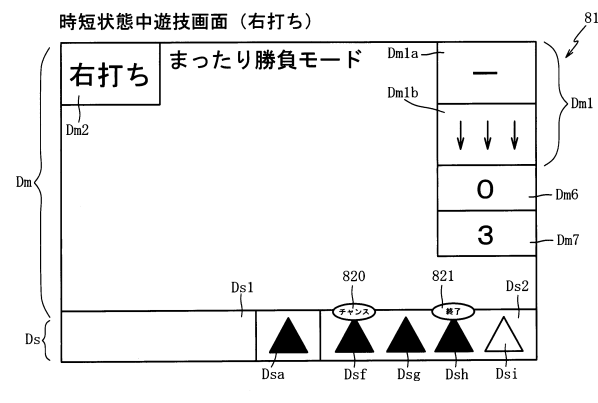 時短状態中遊技画面（右打ち）
81
右打ち
まったり勝負モード
Dm1a
—
Dm1b
Dm1
Dm2
Dm
0
Dm6
3
Dm7
Ds1
820
821
Ds2
チャンス
終了
Ds
Dsa
Dsf
Dsg
Dsh
Dsi